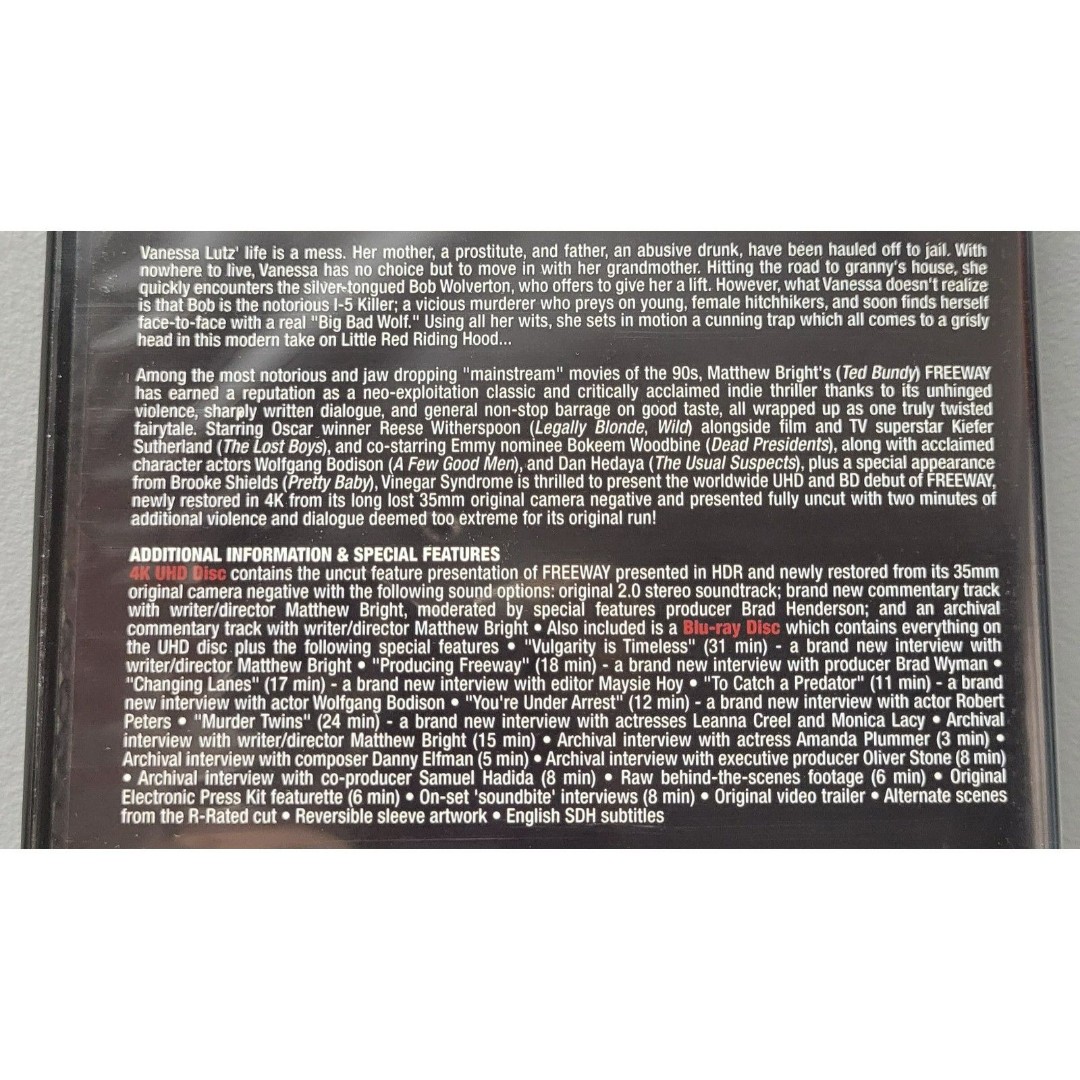 Vanessa Lutz' life is a mess. Her mother, a prostitute, and father, an abusive drunk, have been hauled off to jail. With
nowhere to live, Vanessa has no choice but to move in with her grandmother. Hitting the road to granny's house, she
quickly encounters the silver-tongued Bob Wolverton, who offers to give her a lift. However, what Vanessa doesn't realize
is that Bob is the notorious I-5 Killer; a vicious murderer who preys on young, female hitchhikers, and soon finds herself
face-to-face with a real "Big Bad Wolf." Using all her wits, she sets in motion a cunning trap which all comes to a grisly
head in this modern take on Little Red Riding Hood...
Among the most notorious and jaw dropping "mainstream" movies of the 90s, Matthew Bright's (Ted Bundy) FREEWAY
has earned a reputation as a neo-exploitation classic and critically acclaimed indie thriller thanks to its unhinged
violence, sharply written dialogue, and general non-stop barrage on good taste, all wrapped up as one truly twisted
fairytale. Starring Oscar winner Reese Witherspoon (Legally Blonde, Wild) alongside film and TV superstar Kiefer
Sutherland (The Lost Boys), and co-starring Emmy nominee Bokeem Woodbine (Dead Presidents), along with acclaimed
character actors Wolfgang Bodison (A Few Good Men), and Dan Hedaya (The Usual Suspects), plus a special appearance
from Brooke Shields (Pretty Baby), Vinegar Syndrome is thrilled to present the worldwide UHD and BD debut of FREEWAY,
newly restored in 4K from its long lost 35mm original camera negative and presented fully uncut with two minutes of
additional violence and dialogue deemed too extreme for its original run!
ADDITIONAL INFORMATION & SPECIAL FEATURES
4K UHD Disc contains the uncut feature presentation of FREEWAY presented in HDR and newly restored from its 35mm
original camera negative with the following sound options: original 2.0 stereo soundtrack; brand new commentary track
with writer/director Matthew Bright, moderated by special features producer Brad Henderson; and an archival
commentary track with writer/director Matthew Bright • Also included is a Blu-ray Disc which contains everything on
the UHD disc plus the following special features • "Vulgarity is Timeless" (31 min) - a brand new interview with
writer/director Matthew Bright • "Producing Freeway" (18 min) - a brand new interview with producer Brad Wyman •
"Changing Lanes" (17 min) - a brand new interview with editor Maysie Hoy • "To Catch a Predator" (11 min) - a brand
new interview with actor Wolfgang Bodison • "You're Under Arrest" (12 min) - a brand new interview with actor Robert
Peters • "Murder Twins" (24 min) - a brand new interview with actresses Leanna Creel and Monica Lacy • Archival
interview with writer/director Matthew Bright (15 min) • Archival interview with actress Amanda Plummer (3 min) •
Archival interview with composer Danny Elfman (5 min) • Archival interview with executive producer Oliver Stone (8 min)
• Archival interview with co-producer Samuel Hadida (8 min) • Raw behind-the-scenes footage (6 min) • Original
Electronic Press Kit featurette (6 min) • On-set 'soundbite' interviews (8 min) • Original video trailer • Alternate scenes
from the R-Rated cut • Reversible sleeve artwork • English SDH subtitles